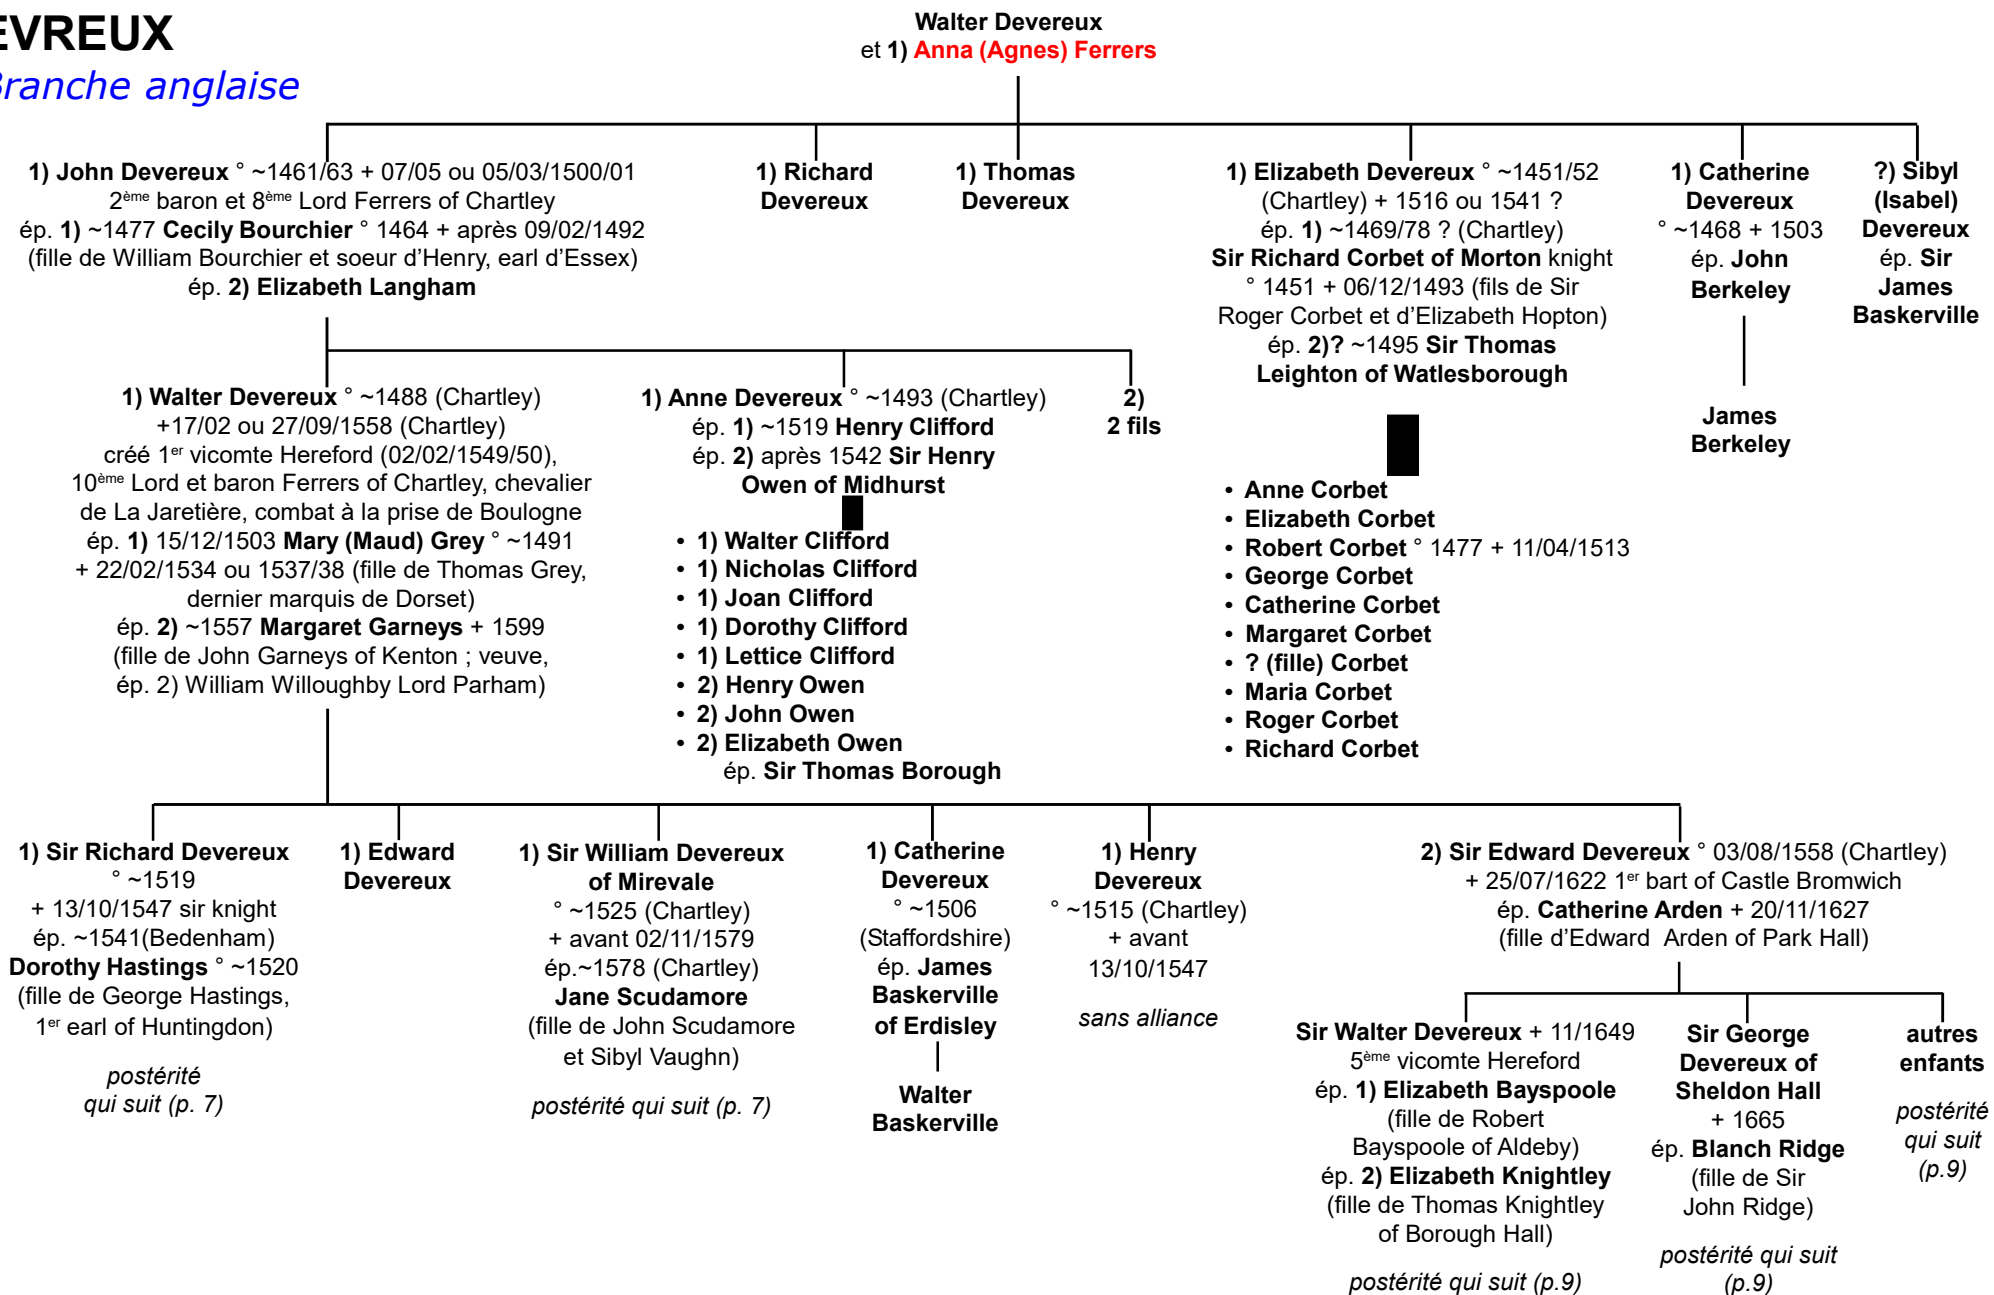 EVREUX
Branche anglaise
Walter Devereux
et 1) Anna (Agnes) Ferrers
1) John Devereux ° ~1461/63 + 07/05 ou 05/03/1500/01
2ème baron et 8ème Lord Ferrers of Chartley
ép. 1) ~1477 Cecily Bourchier ° 1464 + après 09/02/1492
(fille de William Bourchier et soeur d'Henry, earl d'Essex)
ép. 2) Elizabeth Langham
1) Richard
Devereux
1) Thomas
Devereux
1) Elizabeth Devereux ° ~1451/52
(Chartley) + 1516 ou 1541 ?
ép. 1) ~1469/78 ? (Chartley)
Sir Richard Corbet of Morton knight
° 1451 + 06/12/1493 (fils de Sir
Roger Corbet et d'Elizabeth Hopton)
ép. 2)? ~1495 Sir Thomas
Leighton of Watlesborough
1) Catherine
Devereux
° ~1468 + 1503
ép. John
Berkeley
?) Sibyl
(Isabel)
Devereux
ép. Sir
James
Baskerville
1) Walter Devereux ° ~1488 (Chartley)
+17/02 ou 27/09/1558 (Chartley)
créé 1er vicomte Hereford (02/02/1549/50),
10ème Lord et baron Ferrers of Chartley, chevalier
de La Jaretière, combat à la prise de Boulogne
ép. 1) 15/12/1503 Mary (Maud) Grey ° ~1491
+ 22/02/1534 ou 1537/38 (fille de Thomas Grey,
dernier marquis de Dorset)
ép. 2) ~1557 Margaret Garneys + 1599
(fille de John Garneys of Kenton ; veuve,
ép. 2) William Willoughby Lord Parham)
1) Anne Devereux ° ~1493 (Chartley)
ép. 1) ~1519 Henry Clifford
ép. 2) après 1542 Sir Henry
Owen of Midhurst
• 1) Walter Clifford
• 1) Nicholas Clifford
• 1) Joan Clifford
• 1) Dorothy Clifford
• 1) Lettice Clifford
• 2) Henry Owen
• 2) John Owen
• 2) Elizabeth Owen
ép. Sir Thomas Borough
2)
2 fils
• Anne Corbet
• Elizabeth Corbet
• Robert Corbet ° 1477 + 11/04/1513
• George Corbet
• Catherine Corbet
• Margaret Corbet
• ? (fille) Corbet
• Maria Corbet
• Roger Corbet
• Richard Corbet
James
Berkeley
1) Sir Richard Devereux
° ~1519
+ 13/10/1547 sir knight
ép. ~1541(Bedenham)
Dorothy Hastings ° ~1520
(fille de George Hastings,
1er earl of Huntingdon)
postérité
qui suit (p. 7)
1) Edward
Devereux
1) Sir William Devereux
of Mirevale
° ~1525 (Chartley)
+ avant 02/11/1579
ép.~1578 (Chartley)
Jane Scudamore
(fille de John Scudamore
et Sibyl Vaughn)
postérité qui suit (p. 7)
1) Catherine
Devereux
° ~1506
(Staffordshire)
ép. James
Baskerville
of Erdisley
Walter
Baskerville
1) Henry
Devereux
° ~1515 (Chartley)
+ avant
13/10/1547
sans alliance
2) Sir Edward Devereux ° 03/08/1558 (Chartley)
+ 25/07/1622 1er bart of Castle Bromwich
ép. Catherine Arden + 20/11/1627
(fille d'Edward Arden of Park Hall)
Sir Walter Devereux + 11/1649
5ème vicomte Hereford
ép. 1) Elizabeth Bayspoole
(fille de Robert
Bayspoole of Aldeby)
ép. 2) Elizabeth Knightley
(fille de Thomas Knightley
of Borough Hall)
postérité qui suit (p.9)
Sir George
Devereux of
Sheldon Hall
+ 1665
ép. Blanch Ridge
(fille de Sir
John Ridge)
postérité qui suit
(p.9)
autres
enfants
postérité
qui suit
(p.9)